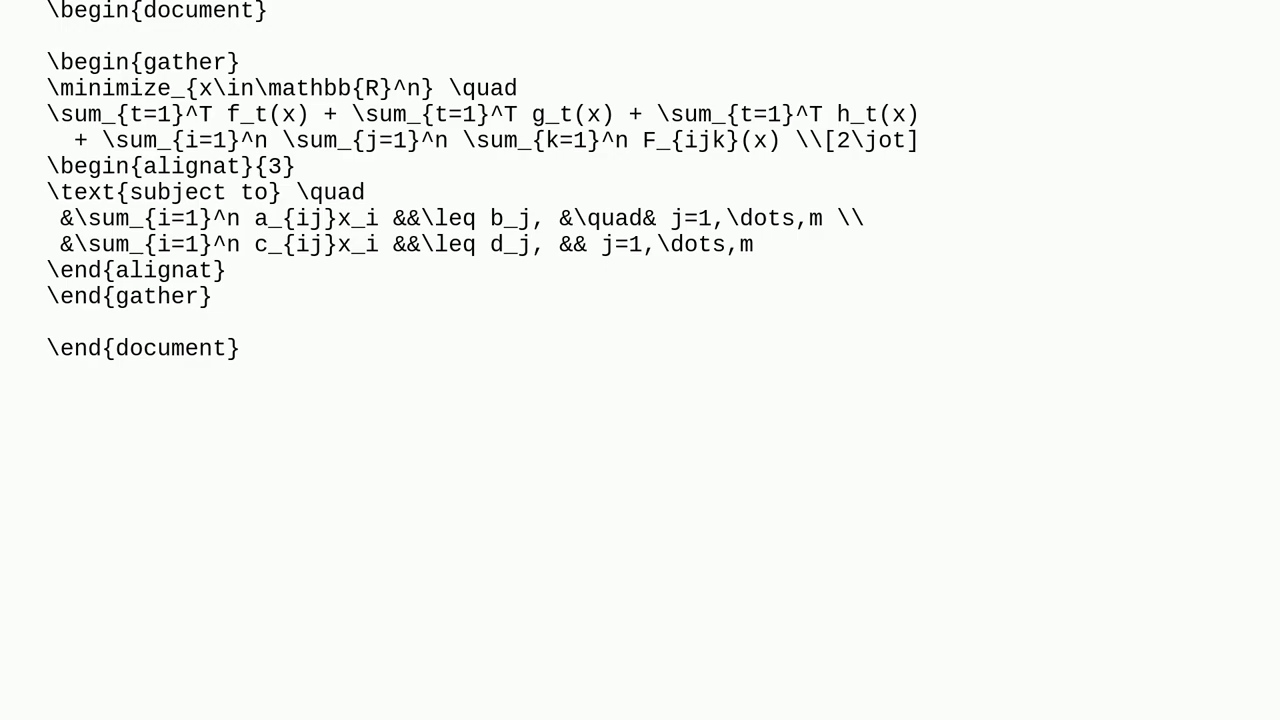 \begin{document}

\begin{gather}
\minimize_{x\in\mathbb{R}^n} \quad
\sum_{t=1}^T f_t(x) + \sum_{t=1}^T g_t(x) + \sum_{t=1}^T h_t(x)
  + \sum_{i=1}^n \sum_{j=1}^n \sum_{k=1}^n F_{ijk}(x) \\[2\jot]
\begin{alignat}{3}
\text{subject to} \quad
 &\sum_{i=1}^n a_{ij}x_i &&\leq b_j, &\quad& j=1,\dots,m \\
 &\sum_{i=1}^n c_{ij}x_i &&\leq d_j, && j=1,\dots,m
\end{alignat}
\end{gather}

\end{document}